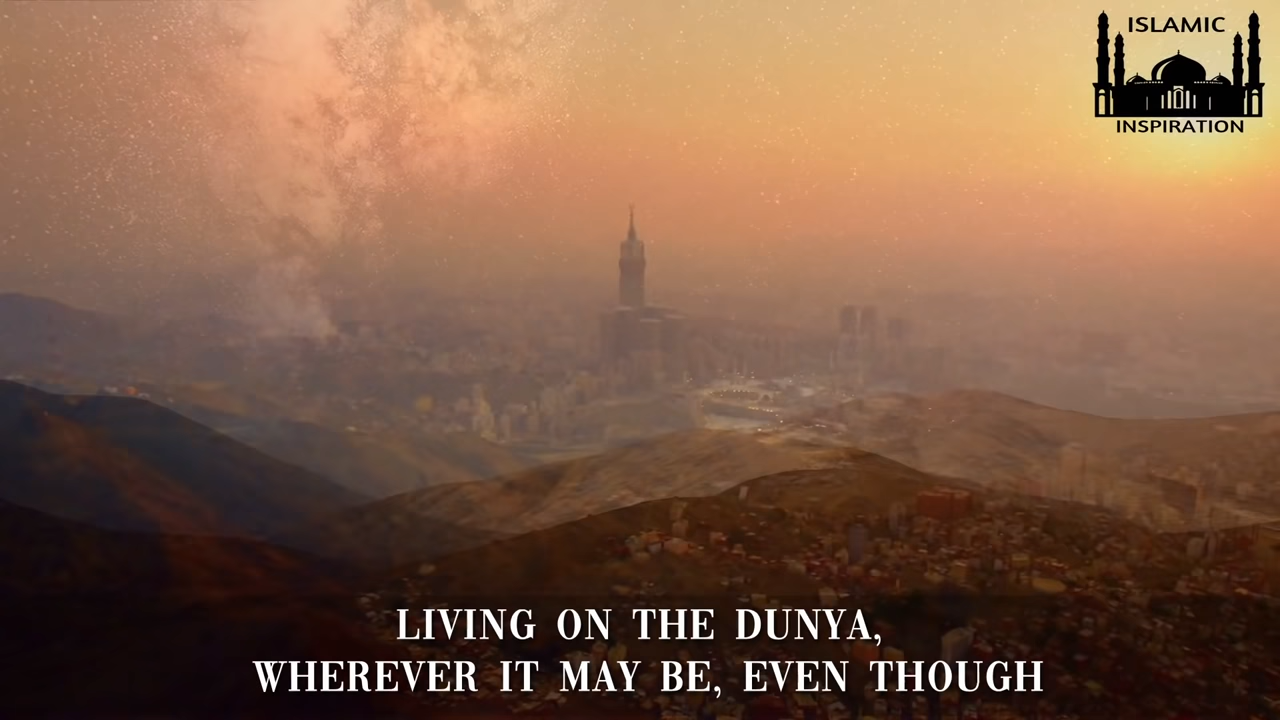 ISLAMIC
INSPIRATION
LIVING ON THE DUNYA,
WHEREVER IT MAY BE, EVEN THOUGH